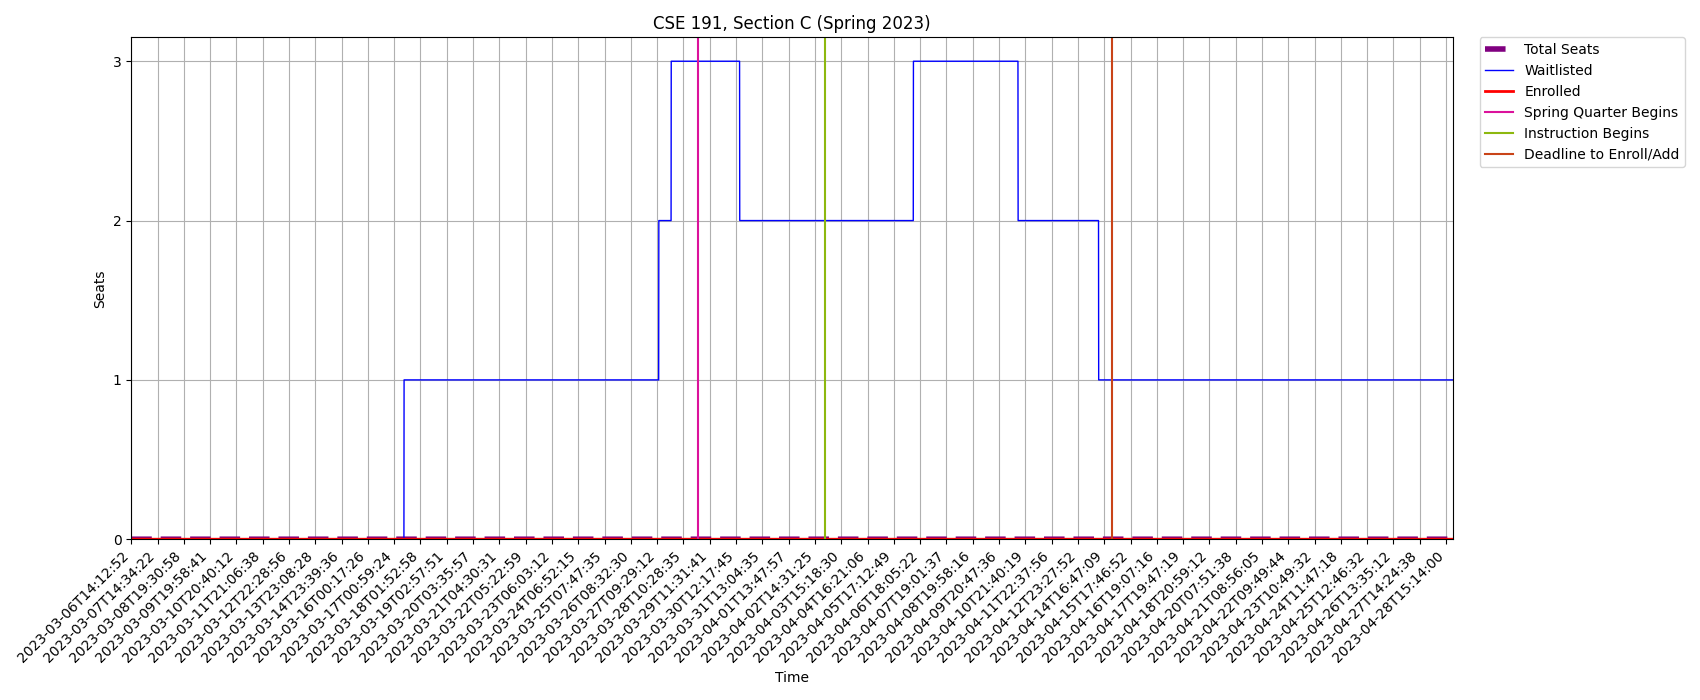 CSE 191, Section C (Spring 2023)
3
2
1
0
Seats
Total Seats
Waitlisted
Enrolled
Spring Quarter Begins
Instruction Begins
Deadline to Enroll/Add
2023-03-06T14:12:52
2023-03-07T14:34:22
2023-03-08T19:30:58
2023-03-09T19:58:41
2023-03-10T20:40:12
2023-03-11T21:06:38
2023-03-12T22:28:56
2023-03-13T23:08:28
2023-03-14T23:39:36
2023-03-16T00:17:26
2023-03-17T00:59:24
2023-03-18T01:52:58
2023-03-19T02:57:51
2023-03-20T03:35:57
2023-03-21T04:30:31
2023-03-22T05:22:59
2023-03-23T06:03:12
2023-03-24T06:52:15
2023-03-25T07:47:35
2023-03-26T08:32:30
2023-03-27T09:29:12
2023-03-28T10:28:35
2023-03-29T11:31:41
2023-03-30T12:17:45
2023-03-31T13:04:35
2023-04-01T13:47:57
2023-04-02T14:31:25
2023-04-03T15:18:30
2023-04-04T16:21:06
2023-04-05T17:12:49
2023-04-06T18:05:22
2023-04-07T19:01:37
2023-04-08T19:58:16
2023-04-09T20:47:36
2023-04-10T21:40:19
2023-04-11T22:37:56
2023-04-12T23:27:52
2023-04-14T16:47:09
2023-04-15T17:46:52
2023-04-16T19:07:16
2023-04-17T19:47:19
2023-04-18T20:59:12
2023-04-20T07:51:38
2023-04-21T08:56:05
2023-04-22T09:49:44
2023-04-23T10:49:32
2023-04-24T11:47:18
2023-04-25T12:46:32
2023-04-26T13:35:12
2023-04-27T14:24:38
2023-04-28T15:14:00
Time